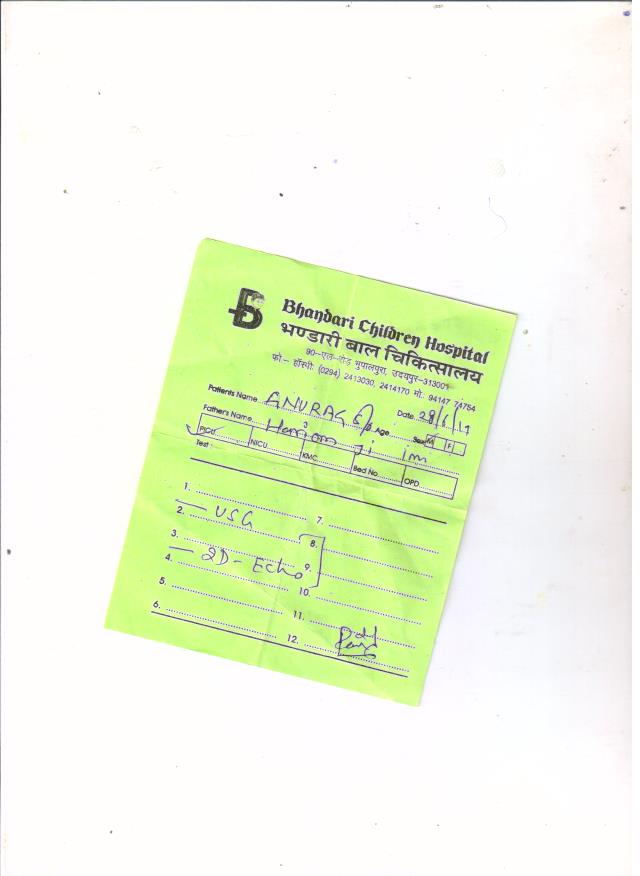 Bhandari Children Hospital
भण्डारी बाल चिकित्सालय
90-एल-रोड भुपालपुरा, उदयपुर-313001
फो.- हॉस्पी: (0294) 2413030, 2414170 मो.: 94147 74754
Patients Name ANURAG S/o Age Date 28/6/17
Father's Name Hariom ji Sex M F
PICU NICU KMC Bed No. OPD
Test :
1.
2. USG
3.
4. 2D-Echo
5.
6.
7.
8.
9.
10.
11.
12.